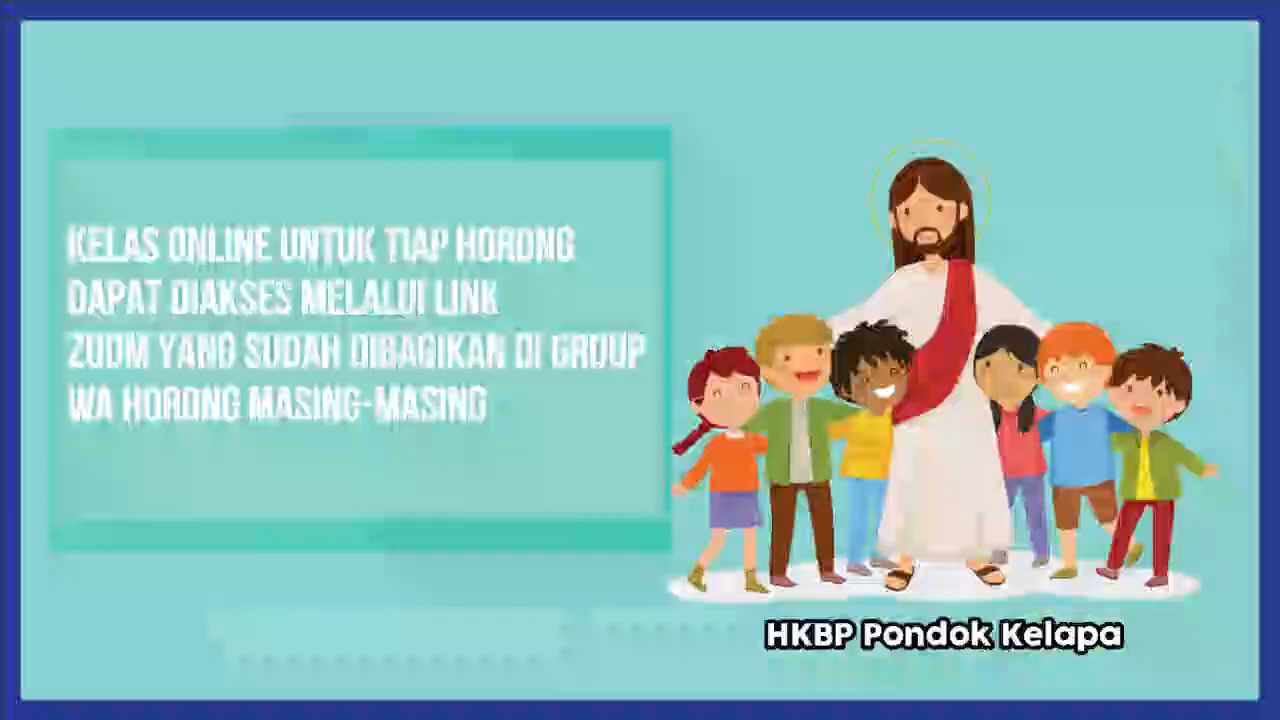 KELAS ONLINE UNTUK TIAP HORONG
DAPAT DIAKSES MELALUI LINK
ZOOM YANG SUDAH DIBAGIKAN DI GROUP
WA HORONG MASING-MASING
HKBP Pondok Kelapa